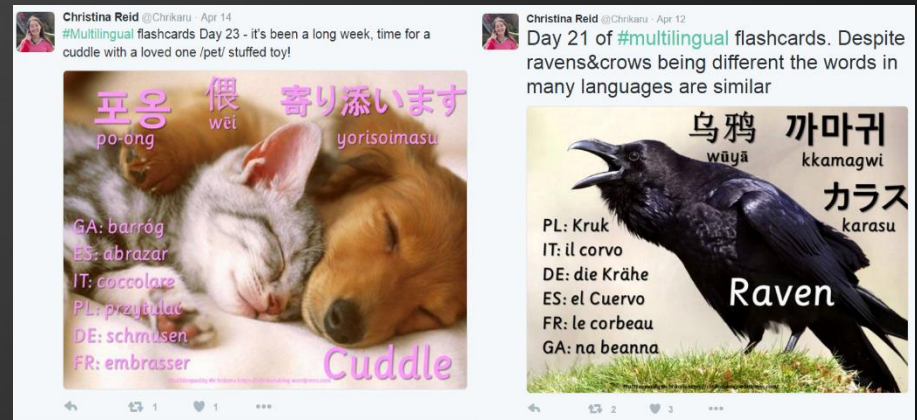 Christina Reid @Chrikaru · Apr 14
#Multilingual flashcards Day 23 - it's been a long week, time for a
cuddle with a loved one /pet/ stuffed toy!
포옹 偎 寄り添います
po-ong wēi yorisoimasu
GA: barróg
ES: abrazar
IT: coccolare
PL: przytulać
DE: schmusen
FR: embrasser
Cuddle
1 1
Christina Reid @Chrikaru · Apr 12
Day 21 of #multilingual flashcards. Despite
ravens&crows being different the words in
many languages are similar
乌鸦 까마귀
wūyā kkamagwi
カラス
karasu
PL: Kruk
IT: il corvo
DE: die Krähe
ES: el Cuervo
FR: le corbeau
GA: na beanna
Raven
2 3